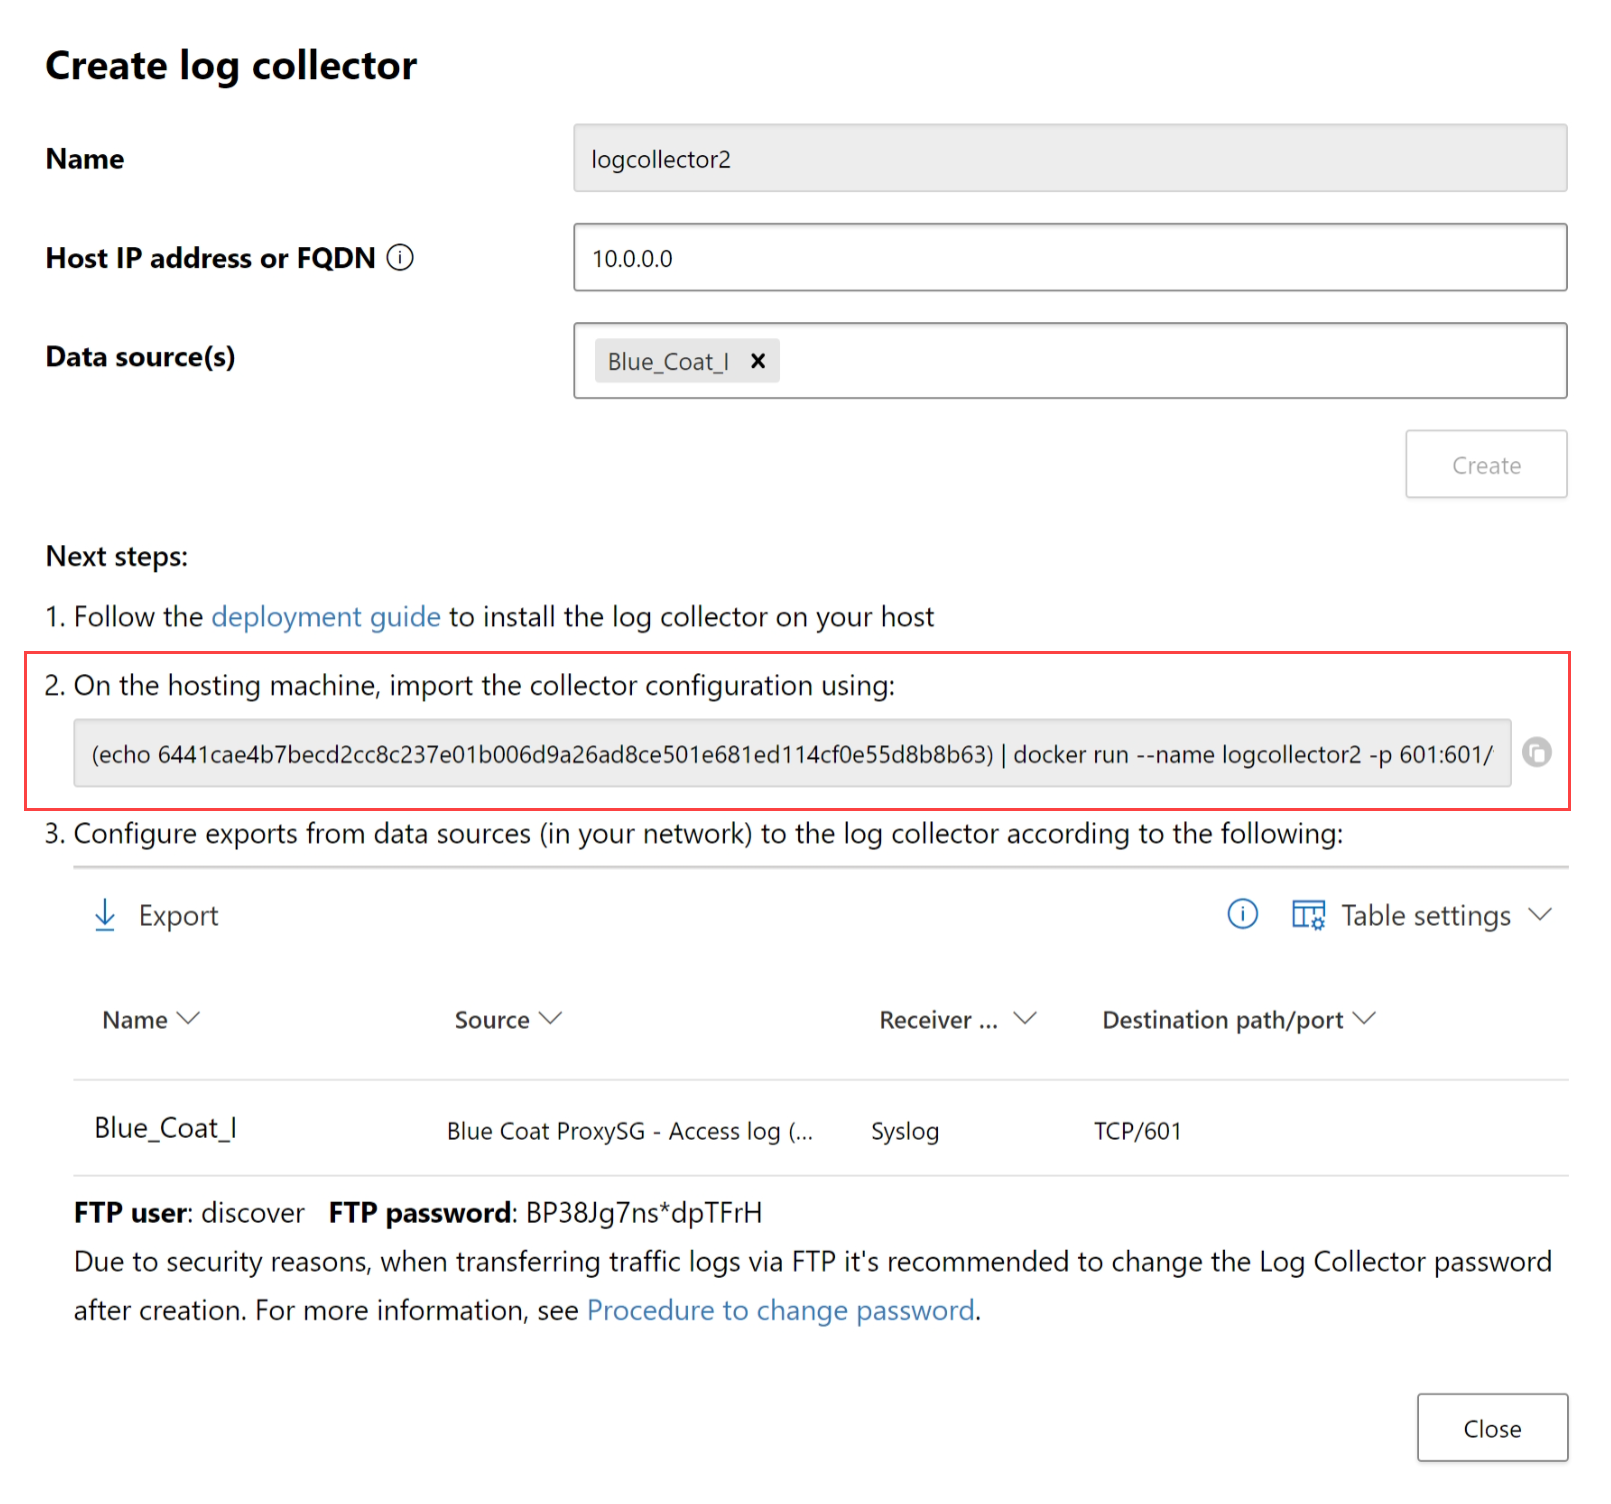 Create log collector
Name
logcollector2
Host IP address or FQDN
10.0.0.0
Data source(s)
Blue_Coat_I
Create
Next steps:
1. Follow the deployment guide to install the log collector on your host
2. On the hosting machine, import the collector configuration using:
(echo 6441cae4b7becd2cc8c237e01b006d9a26ad8ce501e681ed114cf0e55d8b8b63) | docker run --name logcollector2 -p 601:601/
3. Configure exports from data sources (in your network) to the log collector according to the following:
Export
Table settings
Name Source Receiver ... Destination path/port
Blue_Coat_I Blue Coat ProxySG - Access log (... Syslog TCP/601
FTP user: discover FTP password: BP38Jg7ns*dpTFrH
Due to security reasons, when transferring traffic logs via FTP it's recommended to change the Log Collector password
after creation. For more information, see Procedure to change password.
Close